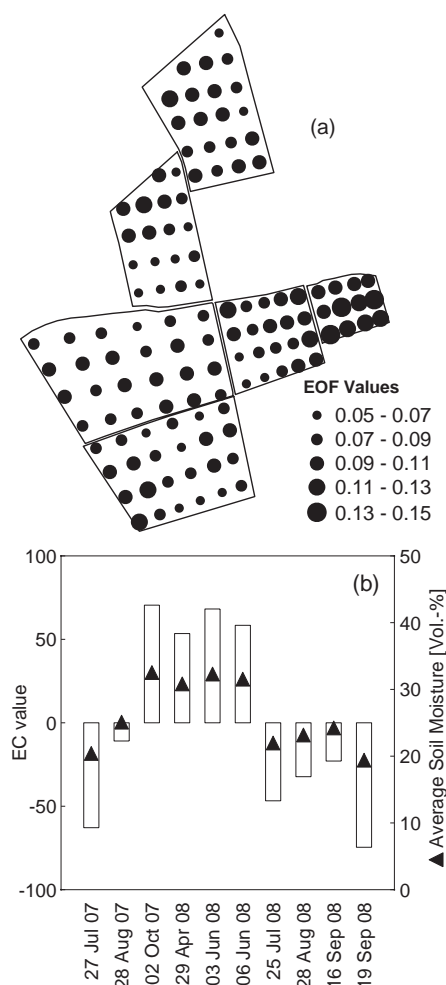 (a)
EOF Values
0.05 - 0.07
0.07 - 0.09
0.09 - 0.11
0.11 - 0.13
0.13 - 0.15
(b)
100
50
0
-50
-100
EC value
50
40
30
20
10
0
▲ Average Soil Moisture [Vol.-%]
27 Jul 07
28 Aug 07
02 Oct 07
29 Apr 08
03 Jun 08
06 Jun 08
25 Jul 08
28 Aug 08
16 Sep 08
19 Sep 08